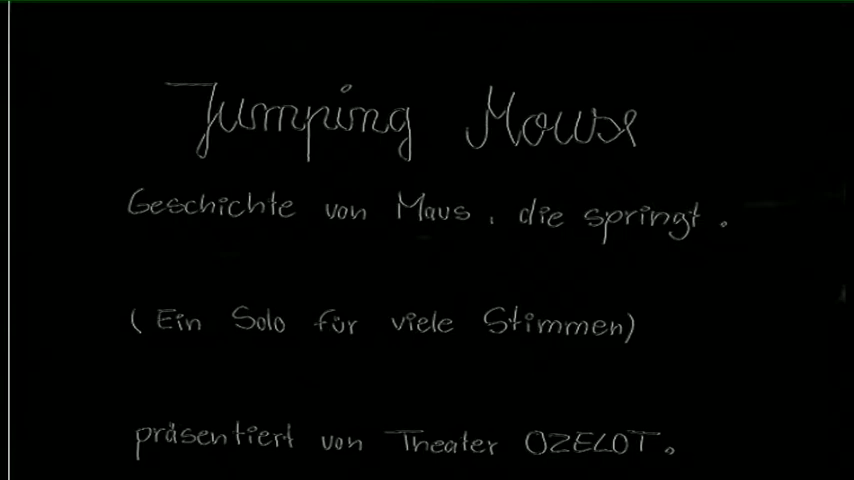 Jumping Mouse
Geschichte von Maus, die springt.
(Ein Solo für viele Stimmen)
präsentiert von Theater OZELOT.